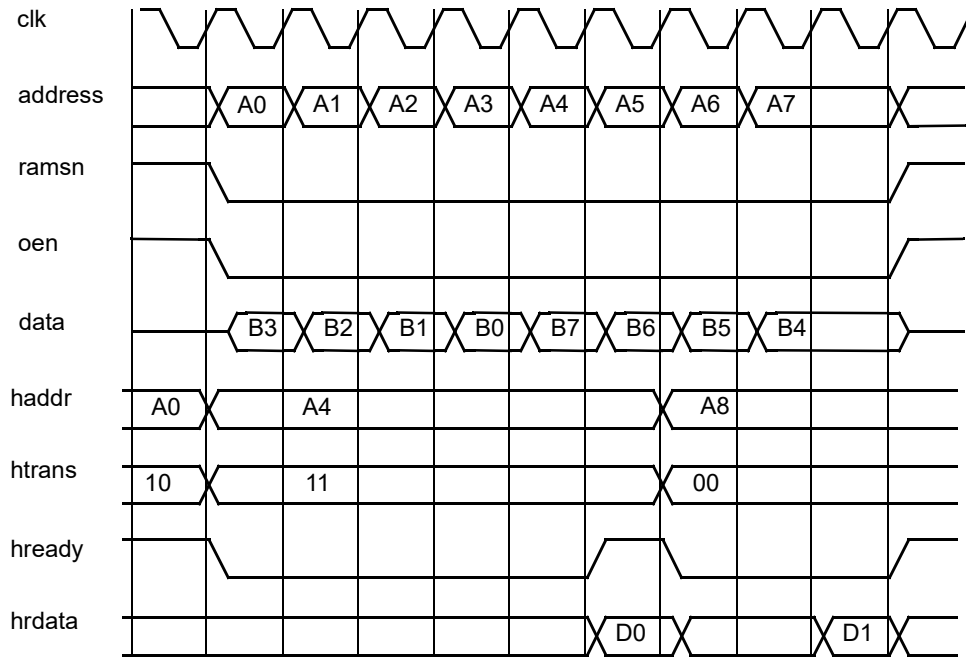 clk
address A0 A1 A2 A3 A4 A5 A6 A7
ramsn
oen
data B3 B2 B1 B0 B7 B6 B5 B4
haddr A0 A4 A8
htrans 10 11 00
hready
hrdata D0 D1